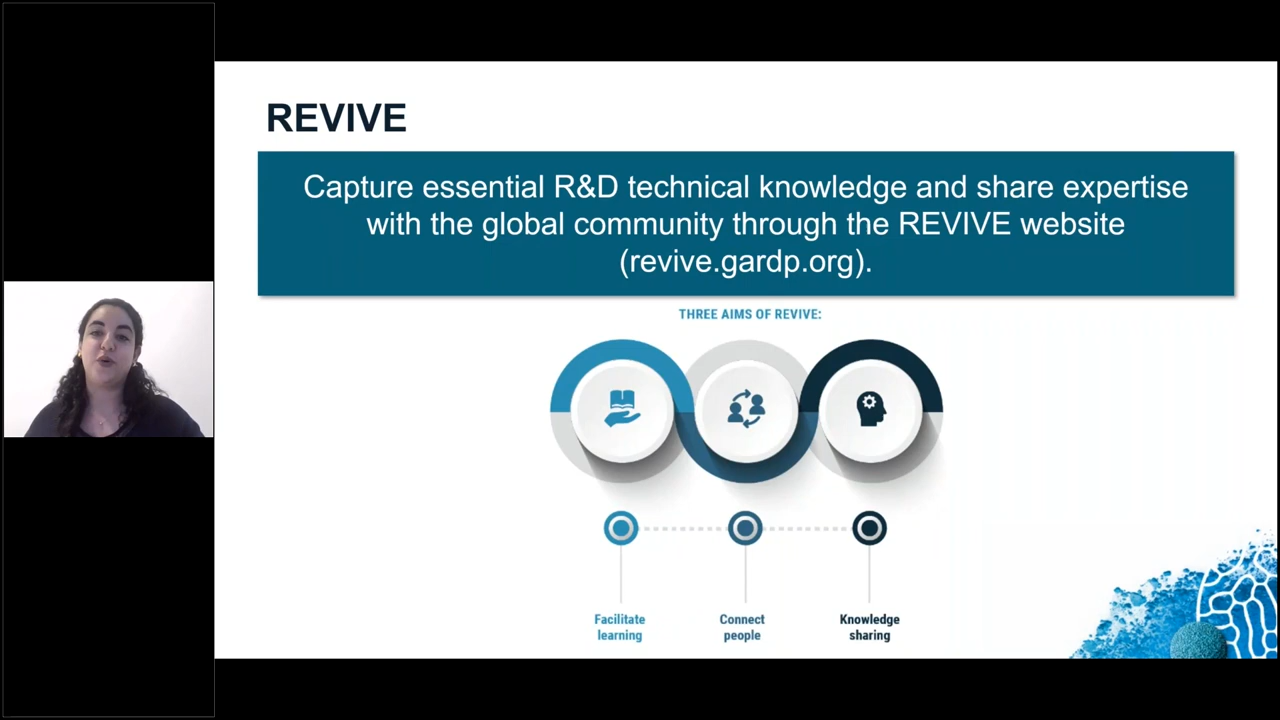 REVIVE
Capture essential R&D technical knowledge and share expertise
with the global community through the REVIVE website
(revive.gardp.org).
THREE AIMS OF REVIVE:
Facilitate
learning
Connect
people
Knowledge
sharing